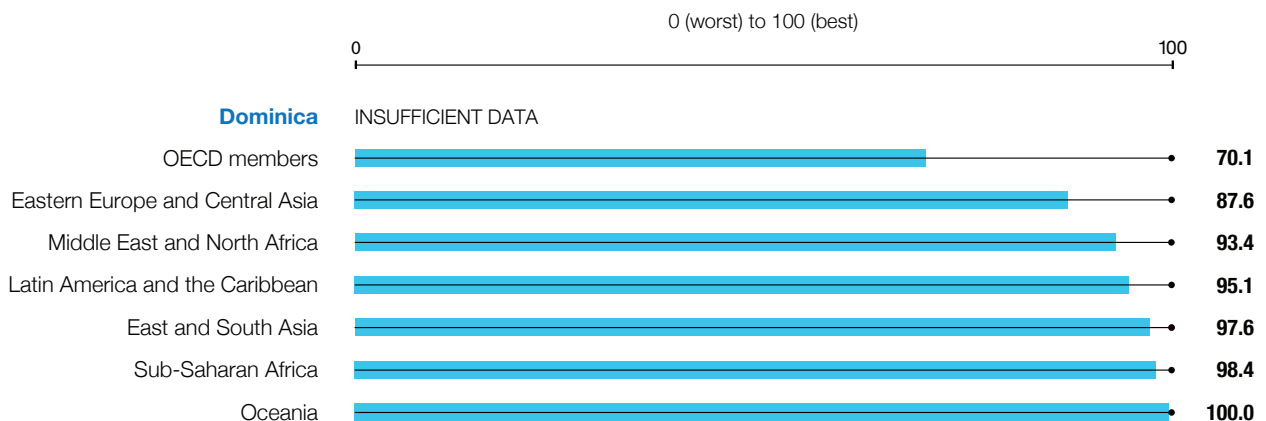 0 (worst) to 100 (best)
0 100
Dominica INSUFFICIENT DATA
OECD members 70.1
Eastern Europe and Central Asia 87.6
Middle East and North Africa 93.4
Latin America and the Caribbean 95.1
East and South Asia 97.6
Sub-Saharan Africa 98.4
Oceania 100.0